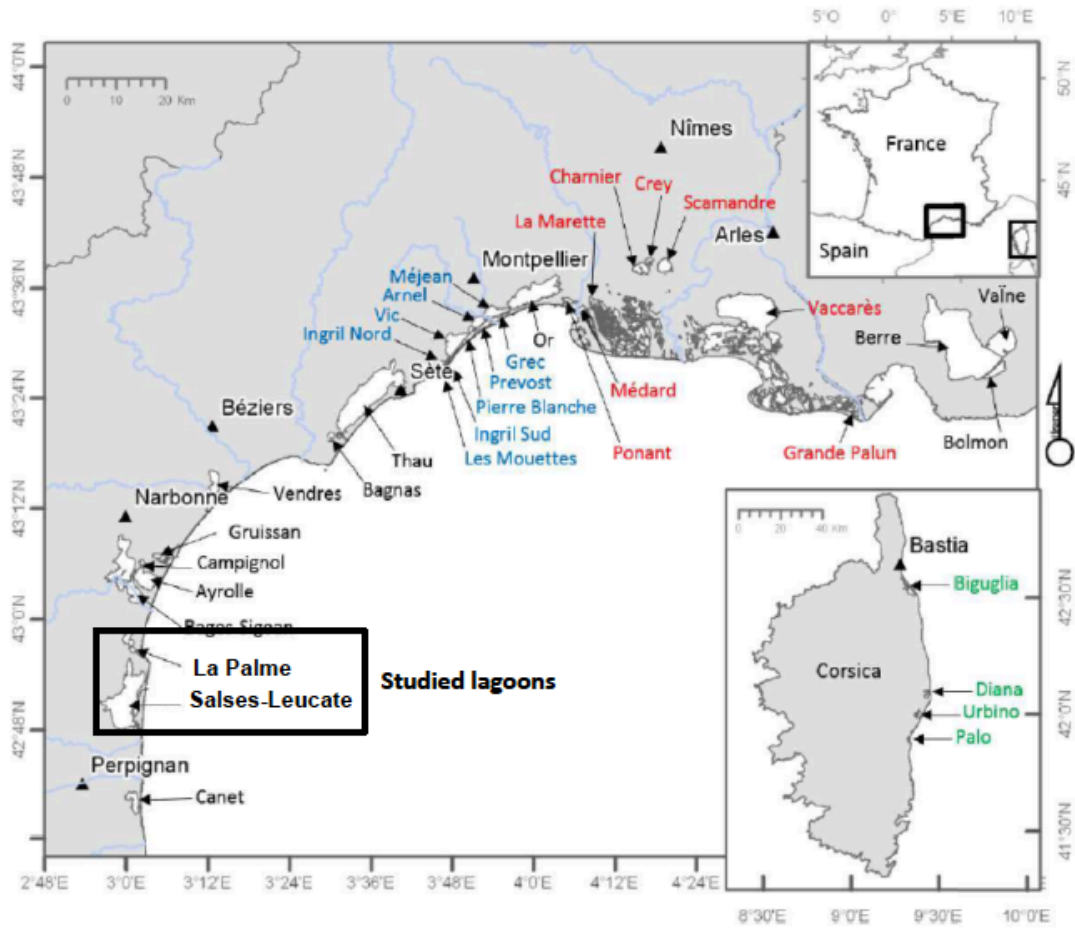 5°O
0°E
5°E
10°E
44°0'N
0 10 20 Km
50°N
Nîmes
France
43°48'N
Charnier
Crey
45°N
Scamandre
La Marette
Arles
Spain
Montpellier
43°36'N
Méjean
Arnel
Vic
Vaccarès
Vaïne
Ingril Nord
Berre
Or
Grec
Sète
Prevost
Médard
43°24'N
Béziers
Pierre Blanche
Ingril Sud
Bolmon
Thau
Les Mouettes
Ponant
Grande Palun
Bagnas
Vendres
43°12'N
Narbonne
0 20 40 Km
Gruissan
Bastia
Campignol
Biguglia
Ayrolle
42°30'N
43°0'N
Bages-Sigean
La Palme
Studied lagoons
Corsica
Salses-Leucate
Diana
Urbino
42°0'N
42°48'N
Palo
Perpignan
Canet
41°30'N
2°48'E
3°0'E
3°12'E
3°24'E
3°36'E
3°48'E
4°0'E
4°12'E
4°24'E
8°30'E
9°0'E
9°30'E
10°0'E